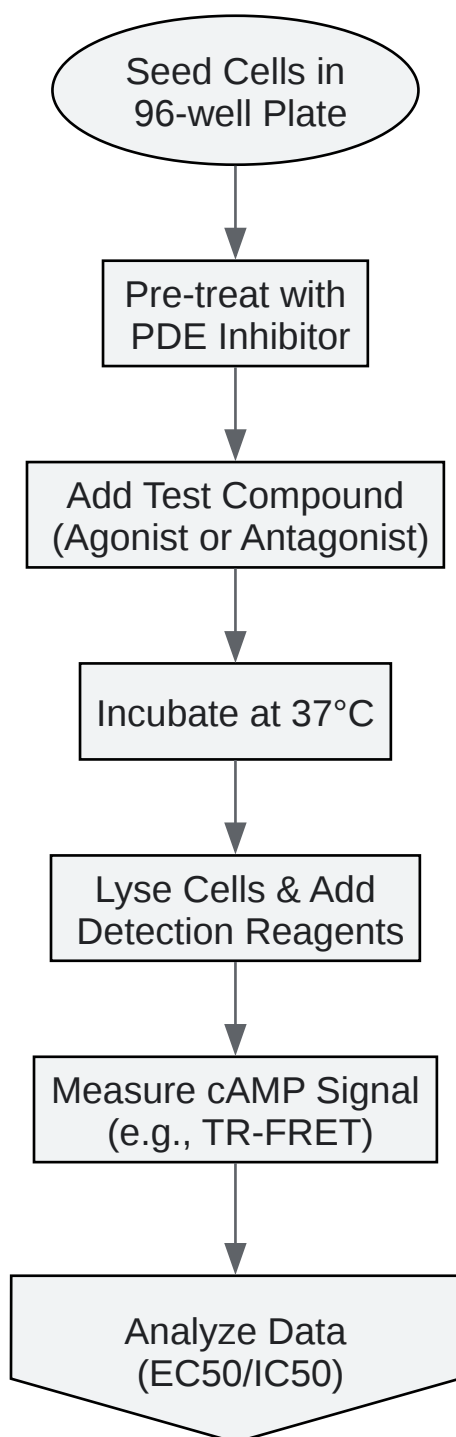 Seed Cells in
96-well Plate
Pre-treat with
PDE Inhibitor
Add Test Compound
(Agonist or Antagonist)
Incubate at 37°C
Lyse Cells & Add
Detection Reagents
Measure cAMP Signal
(e.g., TR-FRET)
Analyze Data
(EC50/IC50)